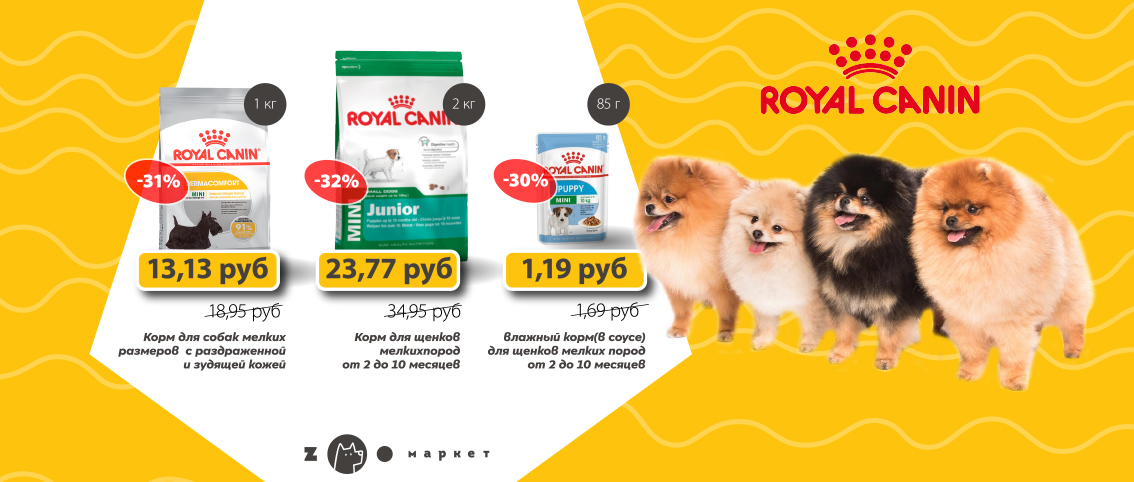 1 кг
ROYAL CANIN
DERMACOMFORT
MINI
91%
-31%
13,13 руб
18,95 руб
Корм для собак мелких
размеров с раздраженной
и зудящей кожей
2 кг
ROYAL CANIN
MINI
Junior
-32%
23,77 руб
34,95 руб
Корм для щенков
мелкихпород
от 2 до 10 месяцев
85 г
ROYAL CANIN
PUPPY
MINI
-30%
1,19 руб
1,69 руб
влажный корм(в соусе)
для щенков мелких пород
от 2 до 10 месяцев
ROYAL CANIN
Z маркет